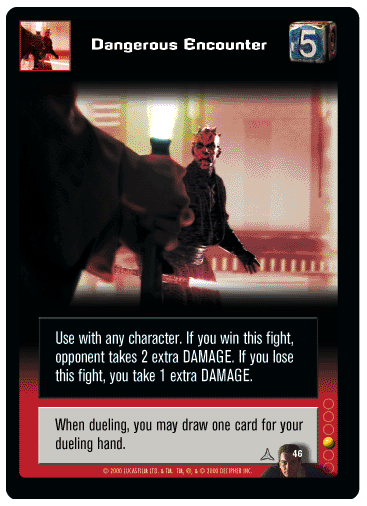 Dangerous Encounter
5
Use with any character. If you win this fight,
opponent takes 2 extra DAMAGE. If you lose
this fight, you take 1 extra DAMAGE.
When dueling, you may draw one card for your
dueling hand.
46
© 2000 LUCASFILM LTD. & TM. TM, ®, & © 2000 DECIPHER INC.